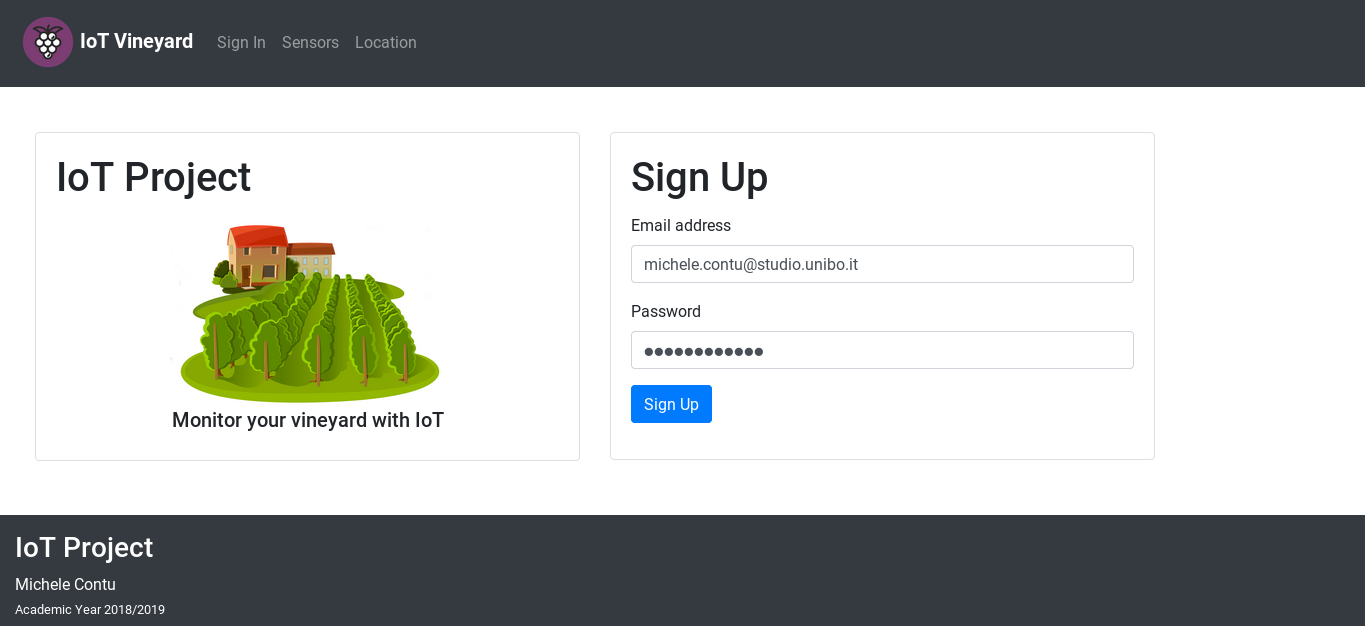 IoT Vineyard Sign In Sensors Location
IoT Project
Monitor your vineyard with IoT
Sign Up
Email address
michele.contu@studio.unibo.it
Password
●●●●●●●●●●●●
Sign Up
IoT Project
Michele Contu
Academic Year 2018/2019